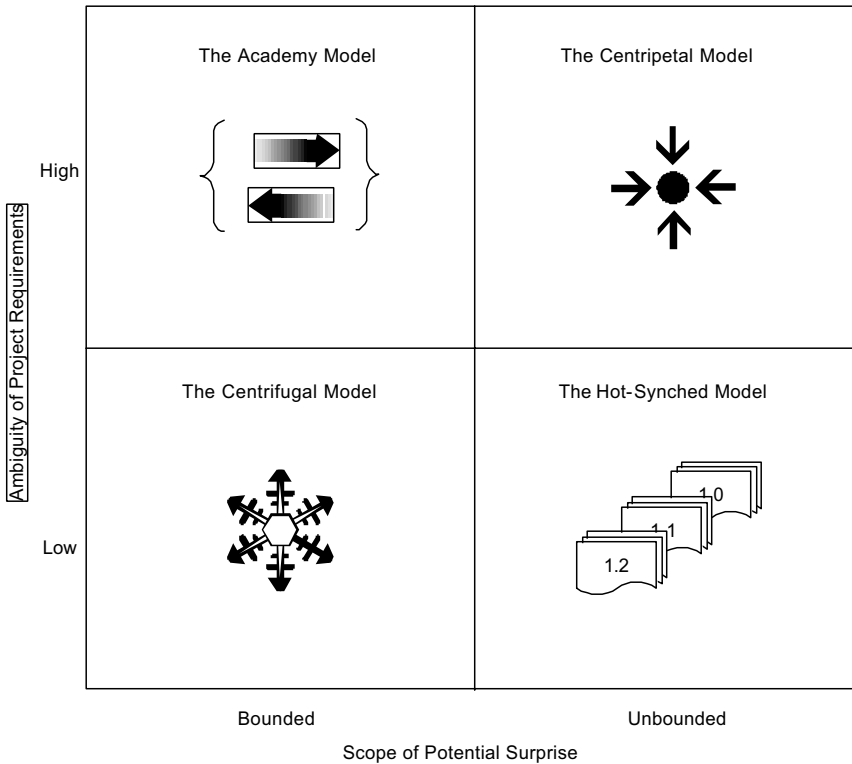 The Academy Model
The Centripetal Model
High
Ambiguity of Project Requirements
The Centrifugal Model
The Hot-Synched Model
1.0
1.1
1.2
Low
Bounded
Unbounded
Scope of Potential Surprise